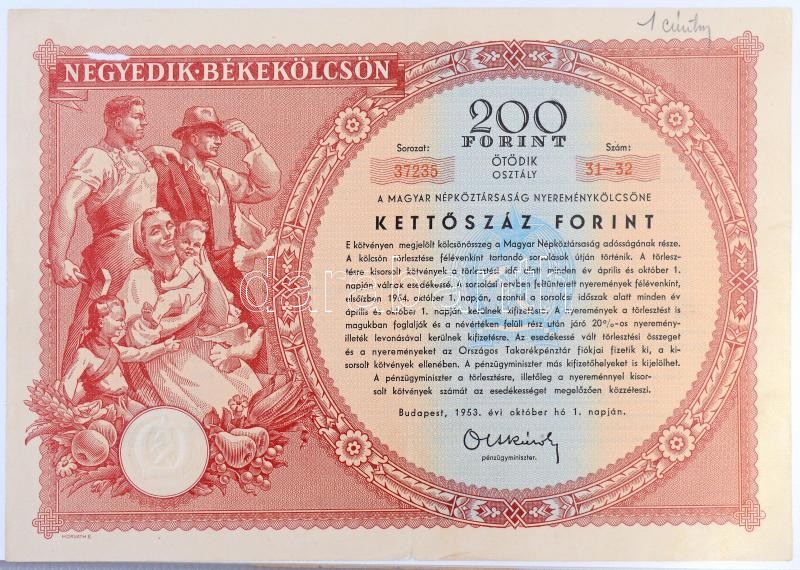 NEGYEDIK·BÉKEKÖLCSÖN
200
FORINT
Sorozat:
37235
ÖTÖDIK
OSZTÁLY
Szám:
31—32
A MAGYAR NÉPKÖZTÁRSASÁG NYEREMÉNYKÖLCSÖNE
KETTŐSZÁZ FORINT
E kötvényen megjelölt kölcsönösszeg a Magyar Népköztársaság adósságának része.
A kölcsön törlesztése félévenkint tartandó sorsolások útján történik. A törlesz-
tésre kisorsolt kötvények a törlesztési idő alatt minden év április és október 1.
napján válnak esedékessé. A sorsolási tervben feltüntetett nyeremények félévenkint,
elsőízben 1964. október 1. napján, azontúl a sorsolási időszak alatt minden év
április és október 1. napján kerülnek kifizetésre. A nyeremények a törlesztést is
magukban foglalják és a névértéken felüli rész után járó 20%-os nyeremény-
illeték levonásával kerülnek kifizetésre. Az esedékessé vált törlesztési összeget
és a nyereményeket az Országos Takarékpénztár fiókjai fizetik ki, a ki-
sorsolt kötvények ellenében. A pénzügyminiszter más kifizetőhelyeket is kijelölhet.
A pénzügyminiszter a törlesztésre, illetőleg a nyereménnyel kisor-
solt kötvények számát az esedékességet megelőzően közzéteszi.
Budapest, 1953. évi október hó 1. napján.
Olt Károly
pénzügyminiszter.
HORVÁTH E.